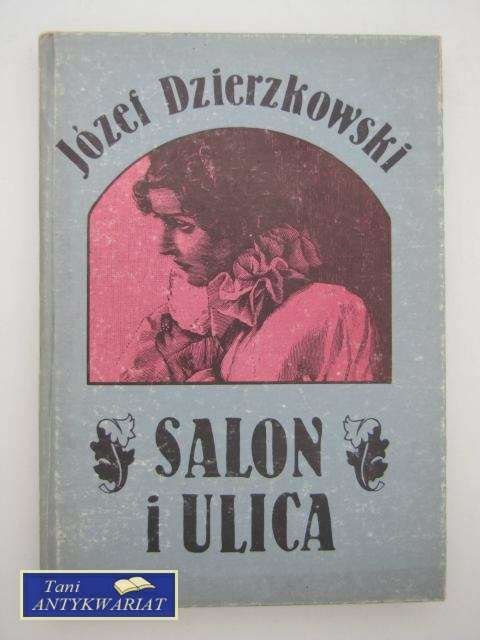 Józef Dzierzkowski
SALON
i ULICA
Tani
ANTYKWARIAT